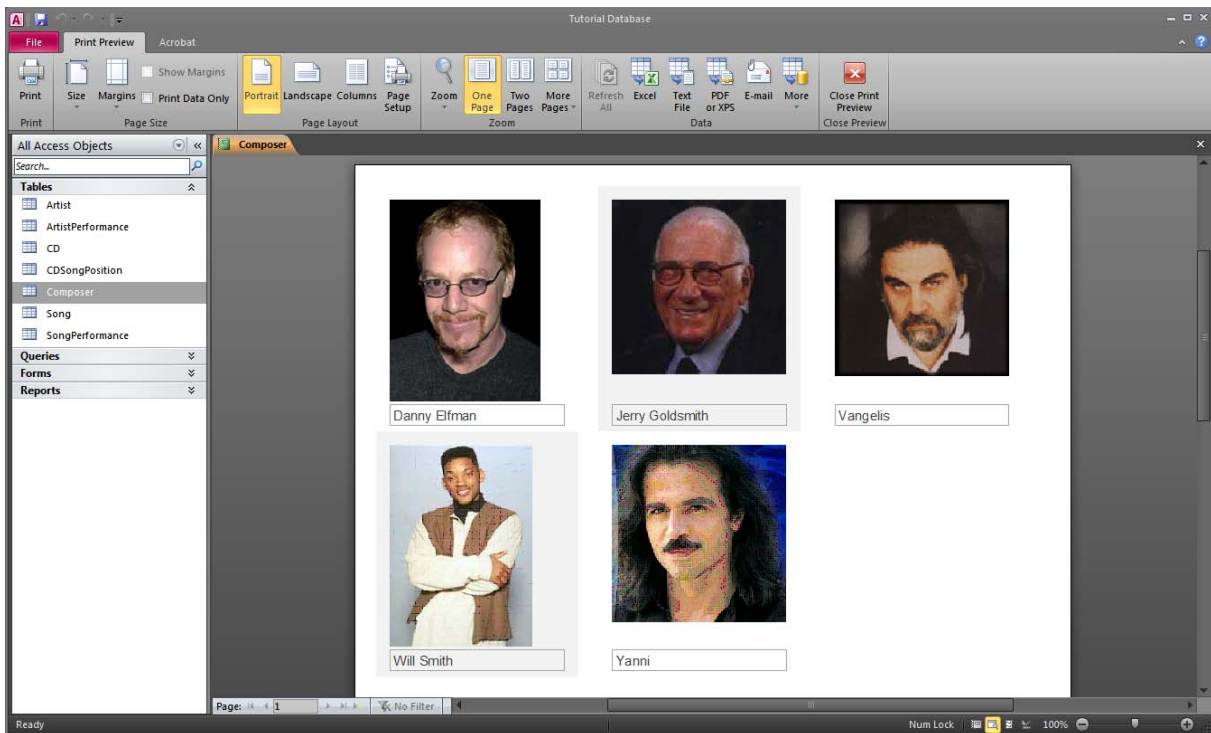 Tutorial Database
File Print Preview Acrobat
Show Margins
Print Data Only
Print Size Margins Portrait Landscape Columns Page Setup Zoom One Page Two Pages More Pages Refresh All Excel Text File PDF or XPS E-mail More Close Print Preview
Print Page Size Page Layout Zoom Data Close Preview
All Access Objects
Composer
Search...
Tables
Artist
ArtistPerformance
CD
CDSongPosition
Composer
Song
SongPerformance
Queries
Forms
Reports
Danny Elfman Jerry Goldsmith Vangelis
Will Smith Yanni
Page: 1 No Filter
Ready Num Lock 100%